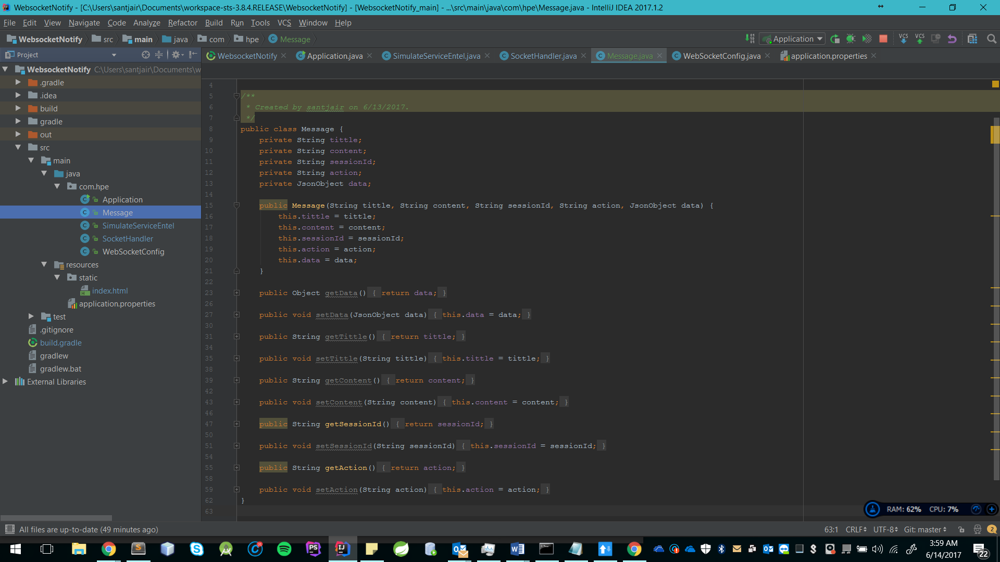 WebsocketNotify - [C:\Users\santjair\Documents\workspace-sts-3.8.4.RELEASE\WebsocketNotify] - [WebsocketNotify_main] - ...\src\main\java\com\hpe\Message.java - IntelliJ IDEA 2017.1.2
File Edit View Navigate Code Analyze Refactor Build Run Tools VCS Window Help
WebsocketNotify src main java com hpe Message
Application VCS VCS
Project
WebsocketNotify Application.java SimulateServiceEntel.java SocketHandler.java Message.java WebSocketConfig.java application.properties
WebsocketNotify C:\Users\santjair\Documents\w
.gradle
.idea
build
gradle
out
src
main
java
com.hpe
Application
Message
SimulateServiceEntel
SocketHandler
WebSocketConfig
resources
static
index.html
application.properties
test
.gitignore
build.gradle
gradlew
gradlew.bat
External Libraries
4
5 /**
6 * Created by santjair on 6/13/2017.
7 */
8 public class Message {
9 private String tittle;
10 private String content;
11 private String sessionId;
12 private String action;
13 private JsonObject data;
14
15 public Message(String tittle, String content, String sessionId, String action, JsonObject data) {
16 this.tittle = tittle;
17 this.content = content;
18 this.sessionId = sessionId;
19 this.action = action;
20 this.data = data;
21 }
22
23 public Object getData() { return data; }
26
27 public void setData(JsonObject data) { this.data = data; }
30
31 public String getTittle() { return tittle; }
34
35 public void setTittle(String tittle) { this.tittle = tittle; }
38
39 public String getContent() { return content; }
42
43 public void setContent(String content) { this.content = content; }
46
47 public String getSessionId() { return sessionId; }
50
51 public void setSessionId(String sessionId) { this.sessionId = sessionId; }
54
55 public String getAction() { return action; }
58
59 public void setAction(String action) { this.action = action; }
62 }
63
RAM: 62% CPU: 7%
All files are up-to-date (49 minutes ago)
63:1 CRLF UTF-8 Git: master 2
3:59 AM
6/14/2017
22